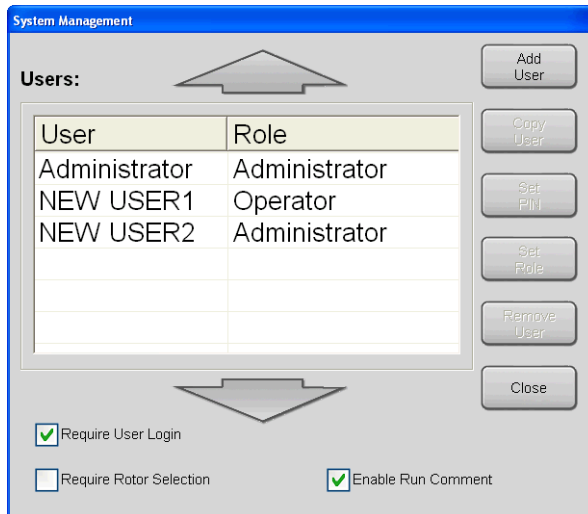 System Management
Users:
User Role
Administrator Administrator
NEW USER1 Operator
NEW USER2 Administrator
Add
User
Copy
User
Set
PIN
Set
Role
Remove
User
Close
Require User Login
Require Rotor Selection
Enable Run Comment